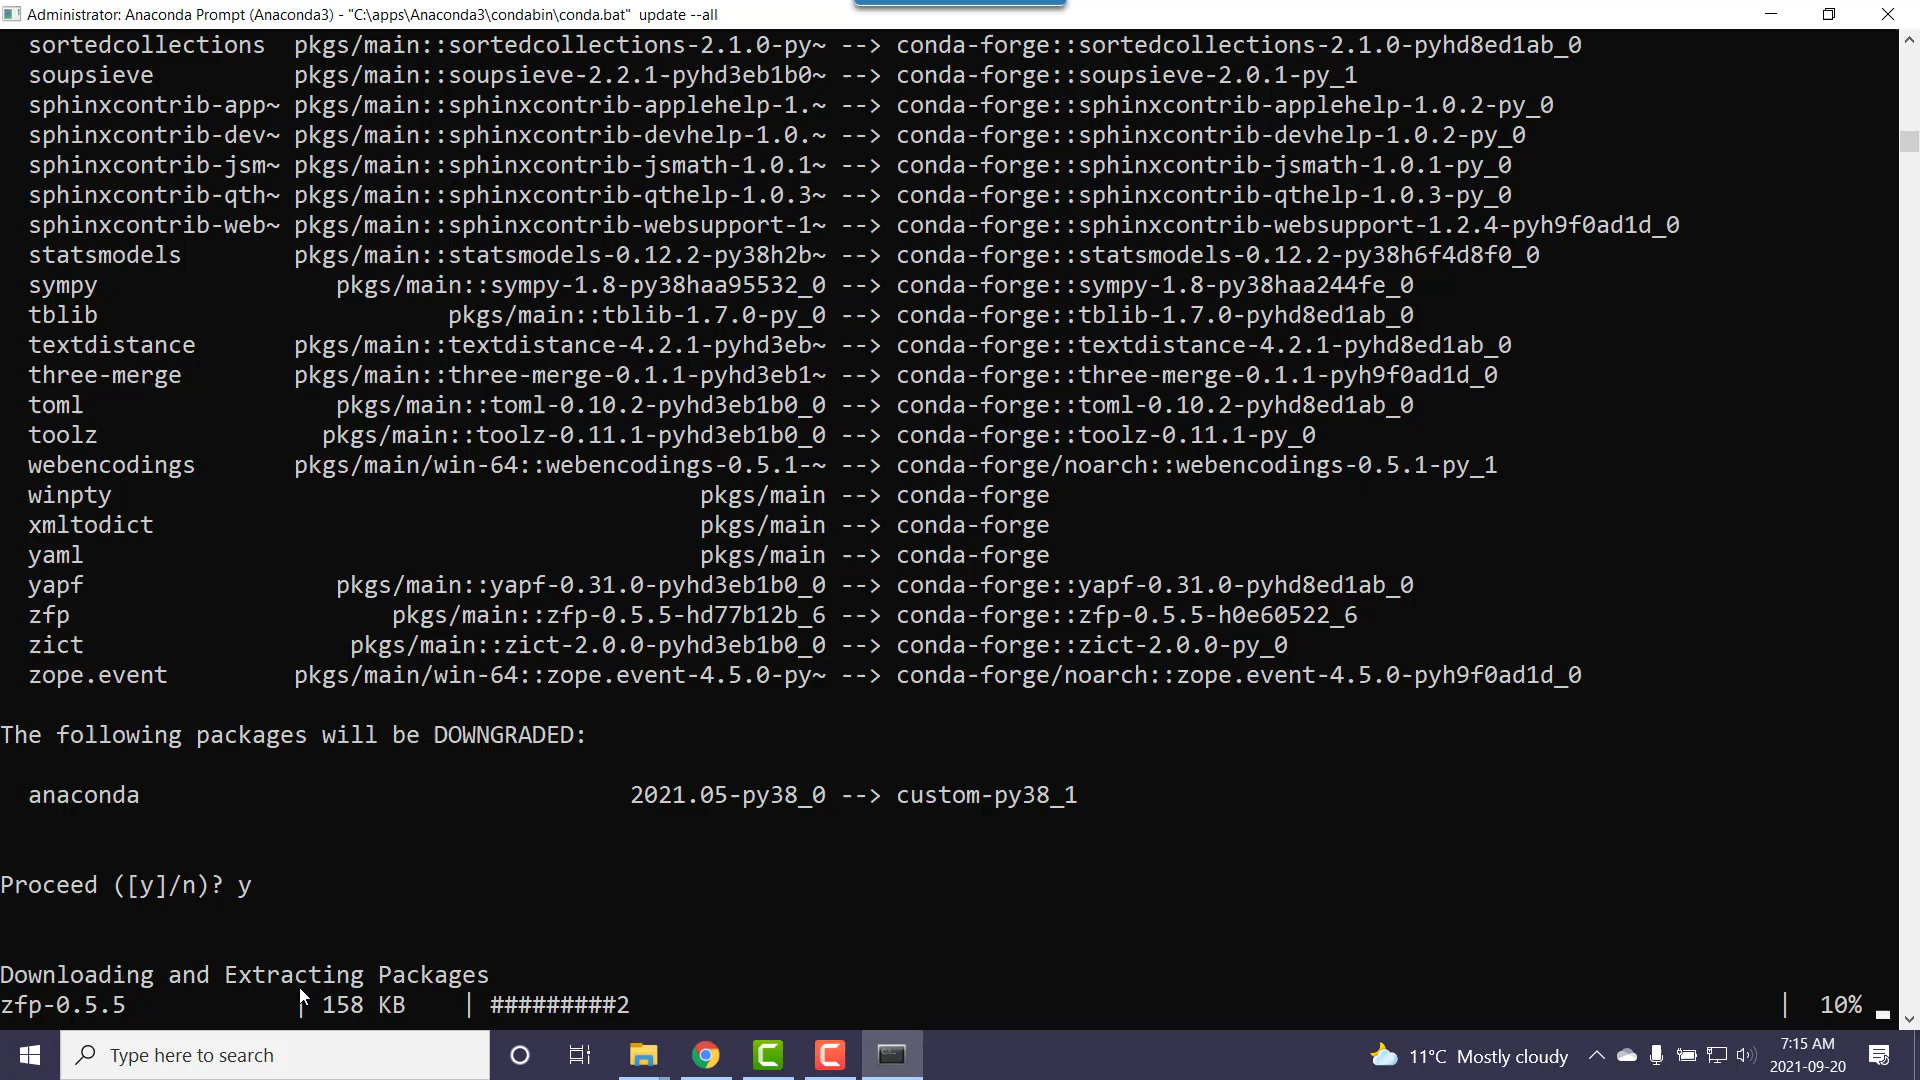 Administrator: Anaconda Prompt (Anaconda3) - "C:\apps\Anaconda3\condabin\conda.bat" update --all
sortedcollections pkgs/main::sortedcollections-2.1.0-py~ --> conda-forge::sortedcollections-2.1.0-pyhd8ed1ab_0
soupsieve pkgs/main::soupsieve-2.2.1-pyhd3eb1b0~ --> conda-forge::soupsieve-2.0.1-py_1
sphinxcontrib-app~ pkgs/main::sphinxcontrib-applehelp-1.~ --> conda-forge::sphinxcontrib-applehelp-1.0.2-py_0
sphinxcontrib-dev~ pkgs/main::sphinxcontrib-devhelp-1.0.~ --> conda-forge::sphinxcontrib-devhelp-1.0.2-py_0
sphinxcontrib-jsm~ pkgs/main::sphinxcontrib-jsmath-1.0.1~ --> conda-forge::sphinxcontrib-jsmath-1.0.1-py_0
sphinxcontrib-qth~ pkgs/main::sphinxcontrib-qthelp-1.0.3~ --> conda-forge::sphinxcontrib-qthelp-1.0.3-py_0
sphinxcontrib-web~ pkgs/main::sphinxcontrib-websupport-1~ --> conda-forge::sphinxcontrib-websupport-1.2.4-pyh9f0ad1d_0
statsmodels pkgs/main::statsmodels-0.12.2-py38h2b~ --> conda-forge::statsmodels-0.12.2-py38h6f4d8f0_0
sympy pkgs/main::sympy-1.8-py38haa95532_0 --> conda-forge::sympy-1.8-py38haa244fe_0
tblib pkgs/main::tblib-1.7.0-py_0 --> conda-forge::tblib-1.7.0-pyhd8ed1ab_0
textdistance pkgs/main::textdistance-4.2.1-pyhd3eb~ --> conda-forge::textdistance-4.2.1-pyhd8ed1ab_0
three-merge pkgs/main::three-merge-0.1.1-pyhd3eb1~ --> conda-forge::three-merge-0.1.1-pyh9f0ad1d_0
toml pkgs/main::toml-0.10.2-pyhd3eb1b0_0 --> conda-forge::toml-0.10.2-pyhd8ed1ab_0
toolz pkgs/main::toolz-0.11.1-pyhd3eb1b0_0 --> conda-forge::toolz-0.11.1-py_0
webencodings pkgs/main/win-64::webencodings-0.5.1-~ --> conda-forge/noarch::webencodings-0.5.1-py_1
winpty pkgs/main --> conda-forge
xmltodict pkgs/main --> conda-forge
yaml pkgs/main --> conda-forge
yapf pkgs/main::yapf-0.31.0-pyhd3eb1b0_0 --> conda-forge::yapf-0.31.0-pyhd8ed1ab_0
zfp pkgs/main::zfp-0.5.5-hd77b12b_6 --> conda-forge::zfp-0.5.5-h0e60522_6
zict pkgs/main::zict-2.0.0-pyhd3eb1b0_0 --> conda-forge::zict-2.0.0-py_0
zope.event pkgs/main/win-64::zope.event-4.5.0-py~ --> conda-forge/noarch::zope.event-4.5.0-pyh9f0ad1d_0
The following packages will be DOWNGRADED:
anaconda 2021.05-py38_0 --> custom-py38_1
Proceed ([y]/n)? y
Downloading and Extracting Packages
zfp-0.5.5 | 158 KB | #########2 | 10%
Type here to search
11°C Mostly cloudy
7:15 AM
2021-09-20